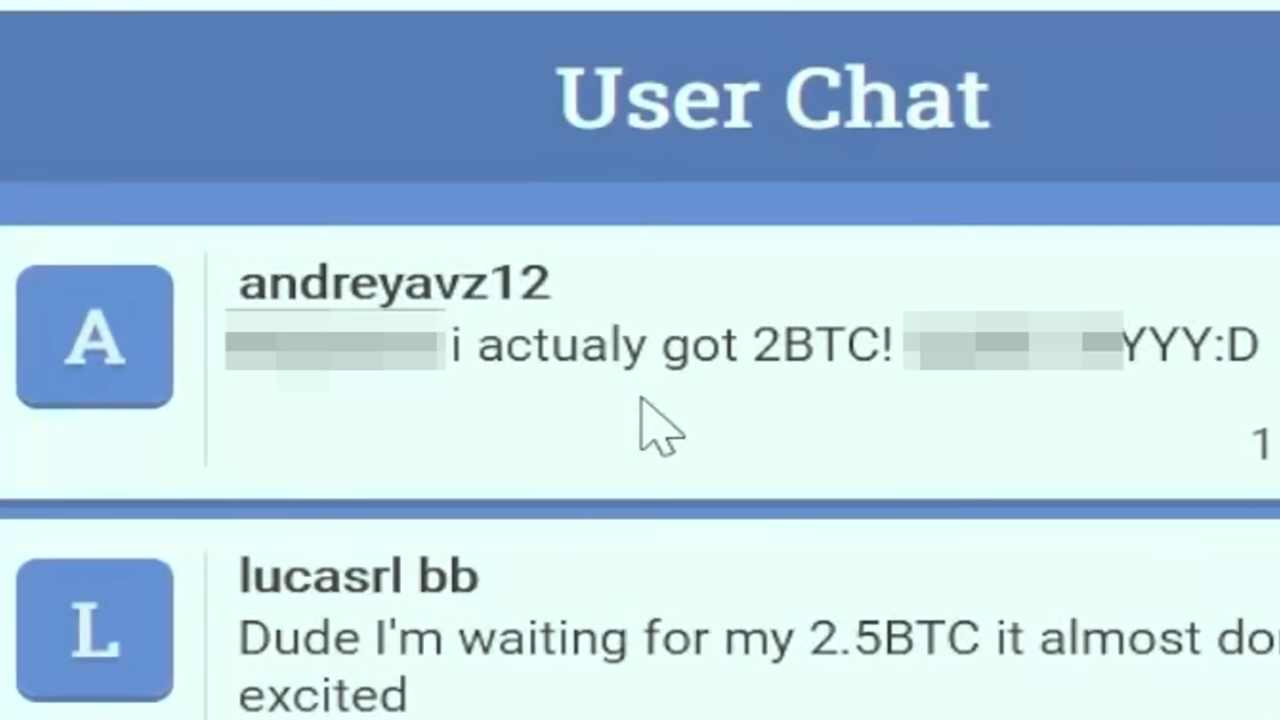 User Chat
A
andreyavz12
i actualy got 2BTC! YYY:D
1
L
lucasrl bb
Dude I'm waiting for my 2.5BTC it almost
excited